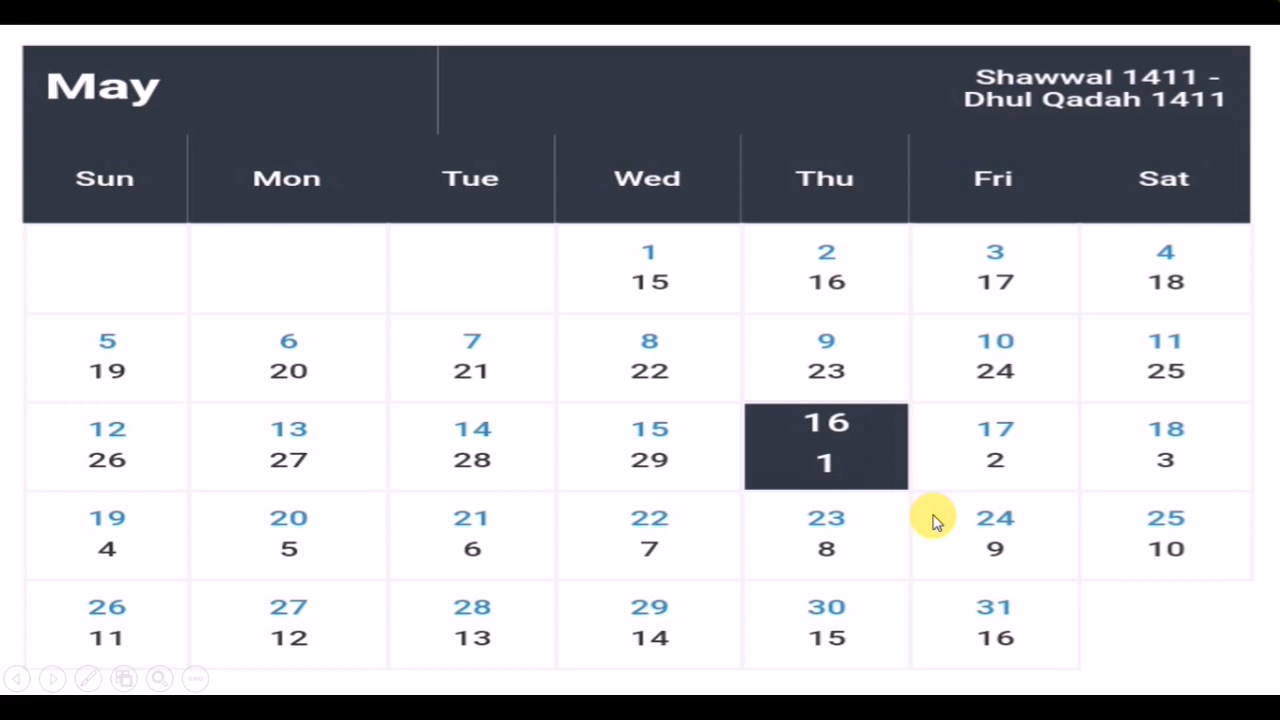 May
Shawwal 1411 -
Dhul Qadah 1411
Sun Mon Tue Wed Thu Fri Sat
1 2 3 4
15 16 17 18
5 6 7 8 9 10 11
19 20 21 22 23 24 25
12 13 14 15 16 17 18
26 27 28 29 1 2 3
19 20 21 22 23 24 25
4 5 6 7 8 9 10
26 27 28 29 30 31
11 12 13 14 15 16